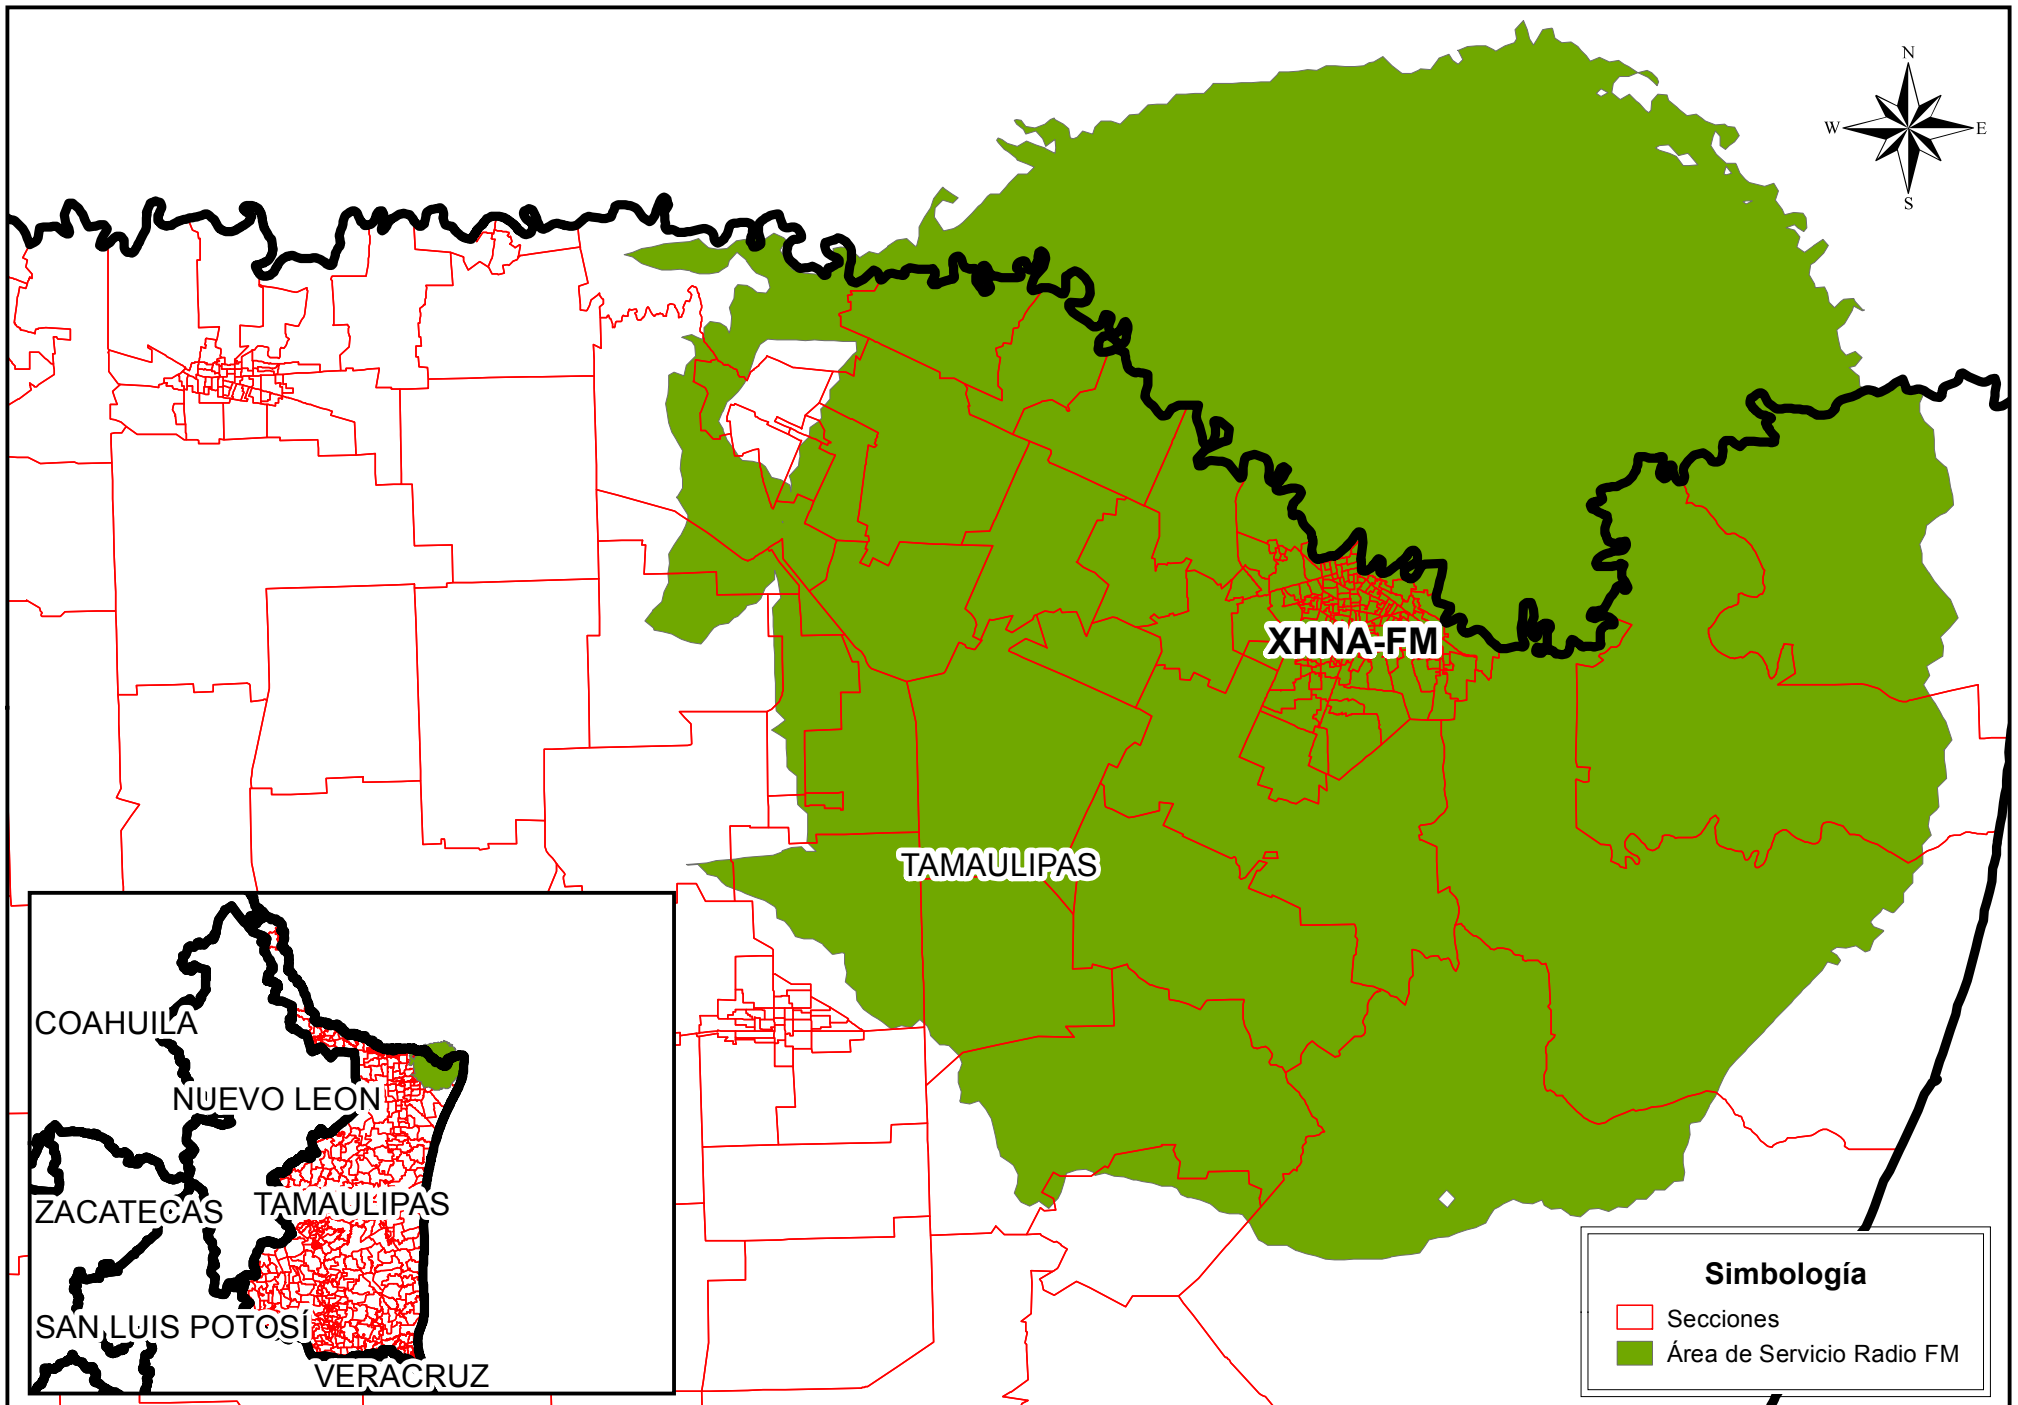 N
W E
S
XHNA-FM
TAMAULIPAS
COAHUILA
NUEVO LEON
ZACATECAS
TAMAULIPAS
SAN LUIS POTOSÍ
VERACRUZ
Simbología
Secciones
Área de Servicio Radio FM